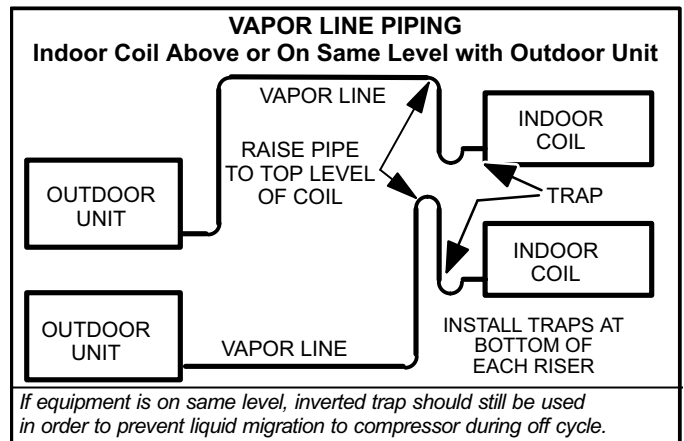 VAPOR LINE PIPING
Indoor Coil Above or On Same Level with Outdoor Unit
VAPOR LINE
INDOOR
COIL
RAISE PIPE
TO TOP LEVEL
OF COIL
OUTDOOR
UNIT
TRAP
INDOOR
COIL
OUTDOOR
UNIT
VAPOR LINE
INSTALL TRAPS AT
BOTTOM OF
EACH RISER
If equipment is on same level, inverted trap should still be used
in order to prevent liquid migration to compressor during off cycle.